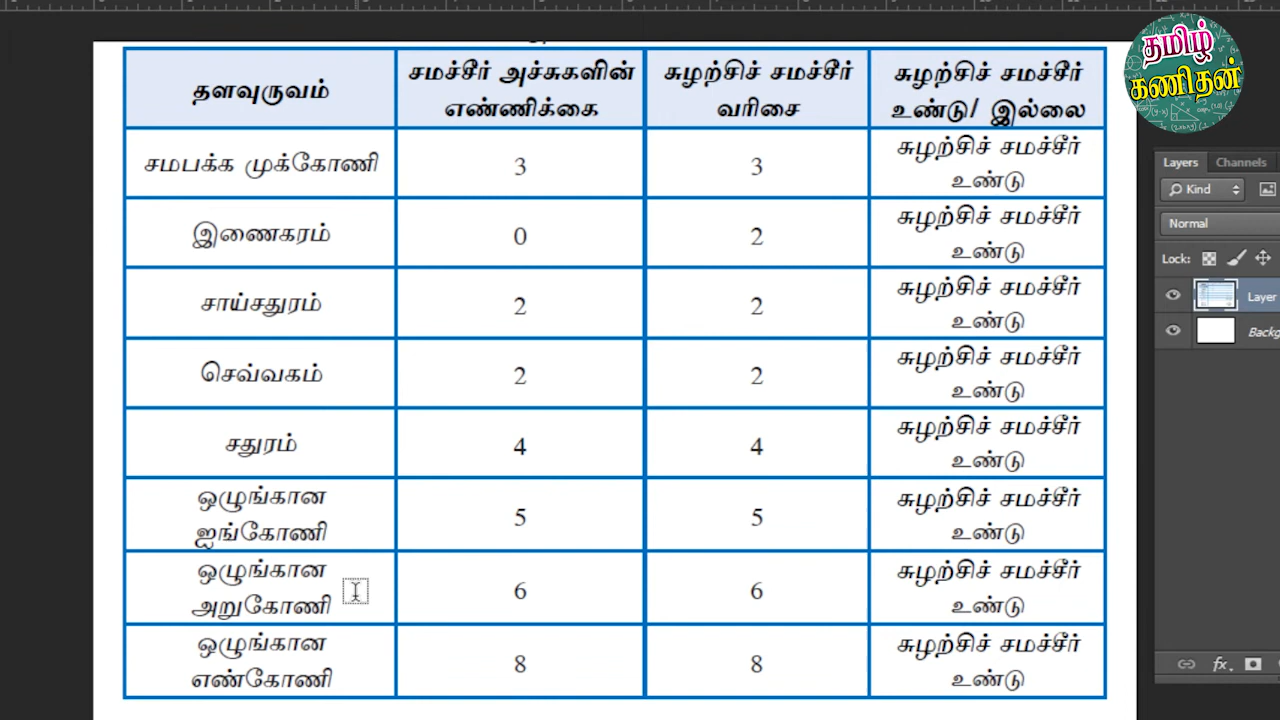 தமிழ்
கணிதன்
தளவுருவம்
சமச்சீர் அச்சுகளின்
எண்ணிக்கை
சுழற்சிச் சமச்சீர்
வரிசை
சுழற்சிச் சமச்சீர்
உண்டு/ இல்லை
சமபக்க முக்கோணி
3
3
சுழற்சிச் சமச்சீர்
உண்டு
இணைகரம்
0
2
சுழற்சிச் சமச்சீர்
உண்டு
சாய்சதுரம்
2
2
சுழற்சிச் சமச்சீர்
உண்டு
செவ்வகம்
2
2
சுழற்சிச் சமச்சீர்
உண்டு
சதுரம்
4
4
சுழற்சிச் சமச்சீர்
உண்டு
ஒழுங்கான
ஐங்கோணி
5
5
சுழற்சிச் சமச்சீர்
உண்டு
ஒழுங்கான
அறுகோணி
6
6
சுழற்சிச் சமச்சீர்
உண்டு
ஒழுங்கான
எண்கோணி
8
8
சுழற்சிச் சமச்சீர்
உண்டு
Layers Channels
Kind
Normal
Lock:
Layer
Backg
fx